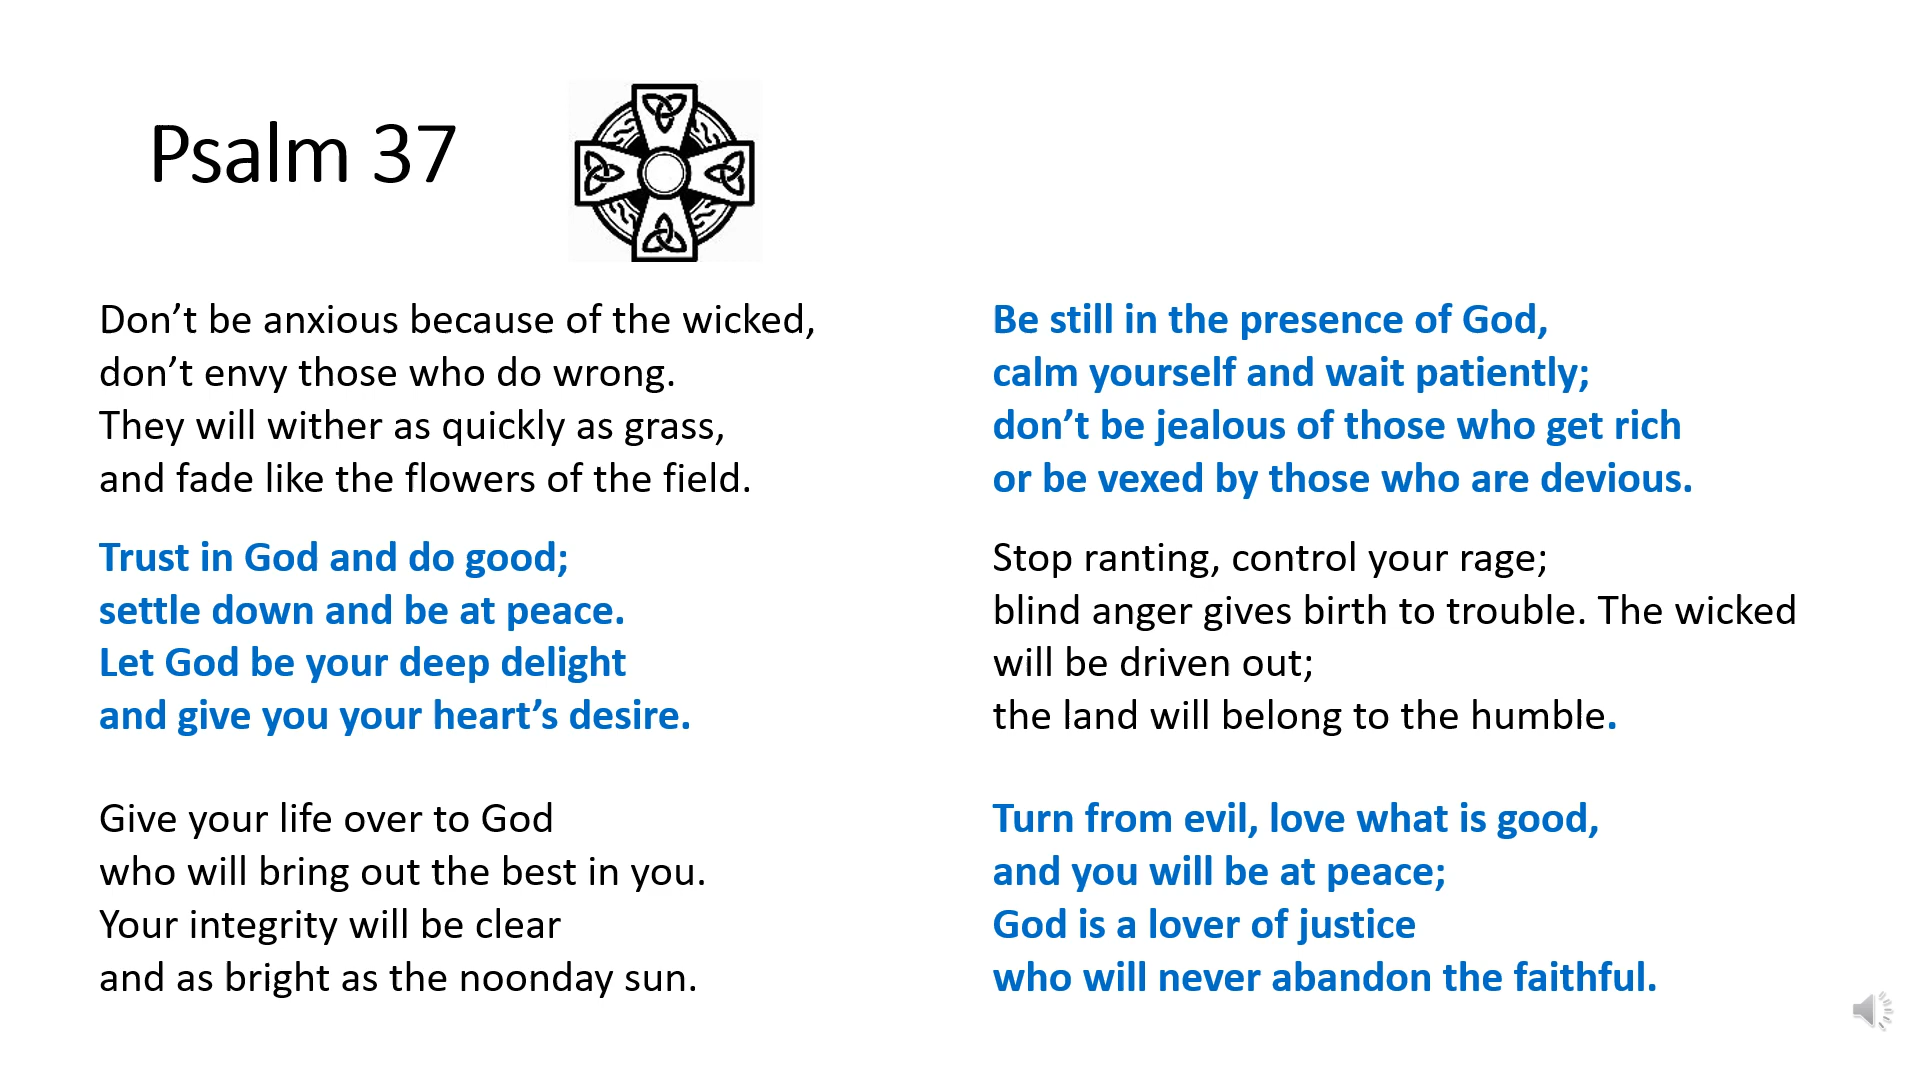 Psalm 37
Don’t be anxious because of the wicked,
don’t envy those who do wrong.
They will wither as quickly as grass,
and fade like the flowers of the field.
Trust in God and do good;
settle down and be at peace.
Let God be your deep delight
and give you your heart’s desire.
Give your life over to God
who will bring out the best in you.
Your integrity will be clear
and as bright as the noonday sun.
Be still in the presence of God,
calm yourself and wait patiently;
don’t be jealous of those who get rich
or be vexed by those who are devious.
Stop ranting, control your rage;
blind anger gives birth to trouble. The wicked
will be driven out;
the land will belong to the humble.
Turn from evil, love what is good,
and you will be at peace;
God is a lover of justice
who will never abandon the faithful.